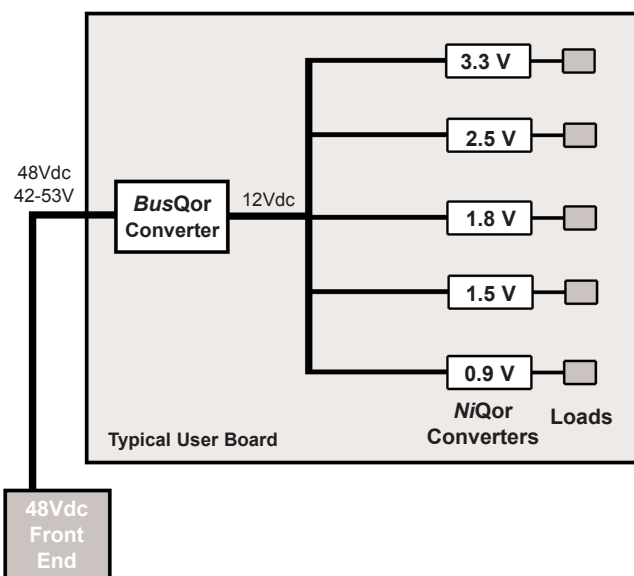 3.3 V
2.5 V
48Vdc
42-53V
BusQor
Converter
12Vdc
1.8 V
1.5 V
0.9 V
NiQor
Converters
Loads
Typical User Board
48Vdc
Front
End